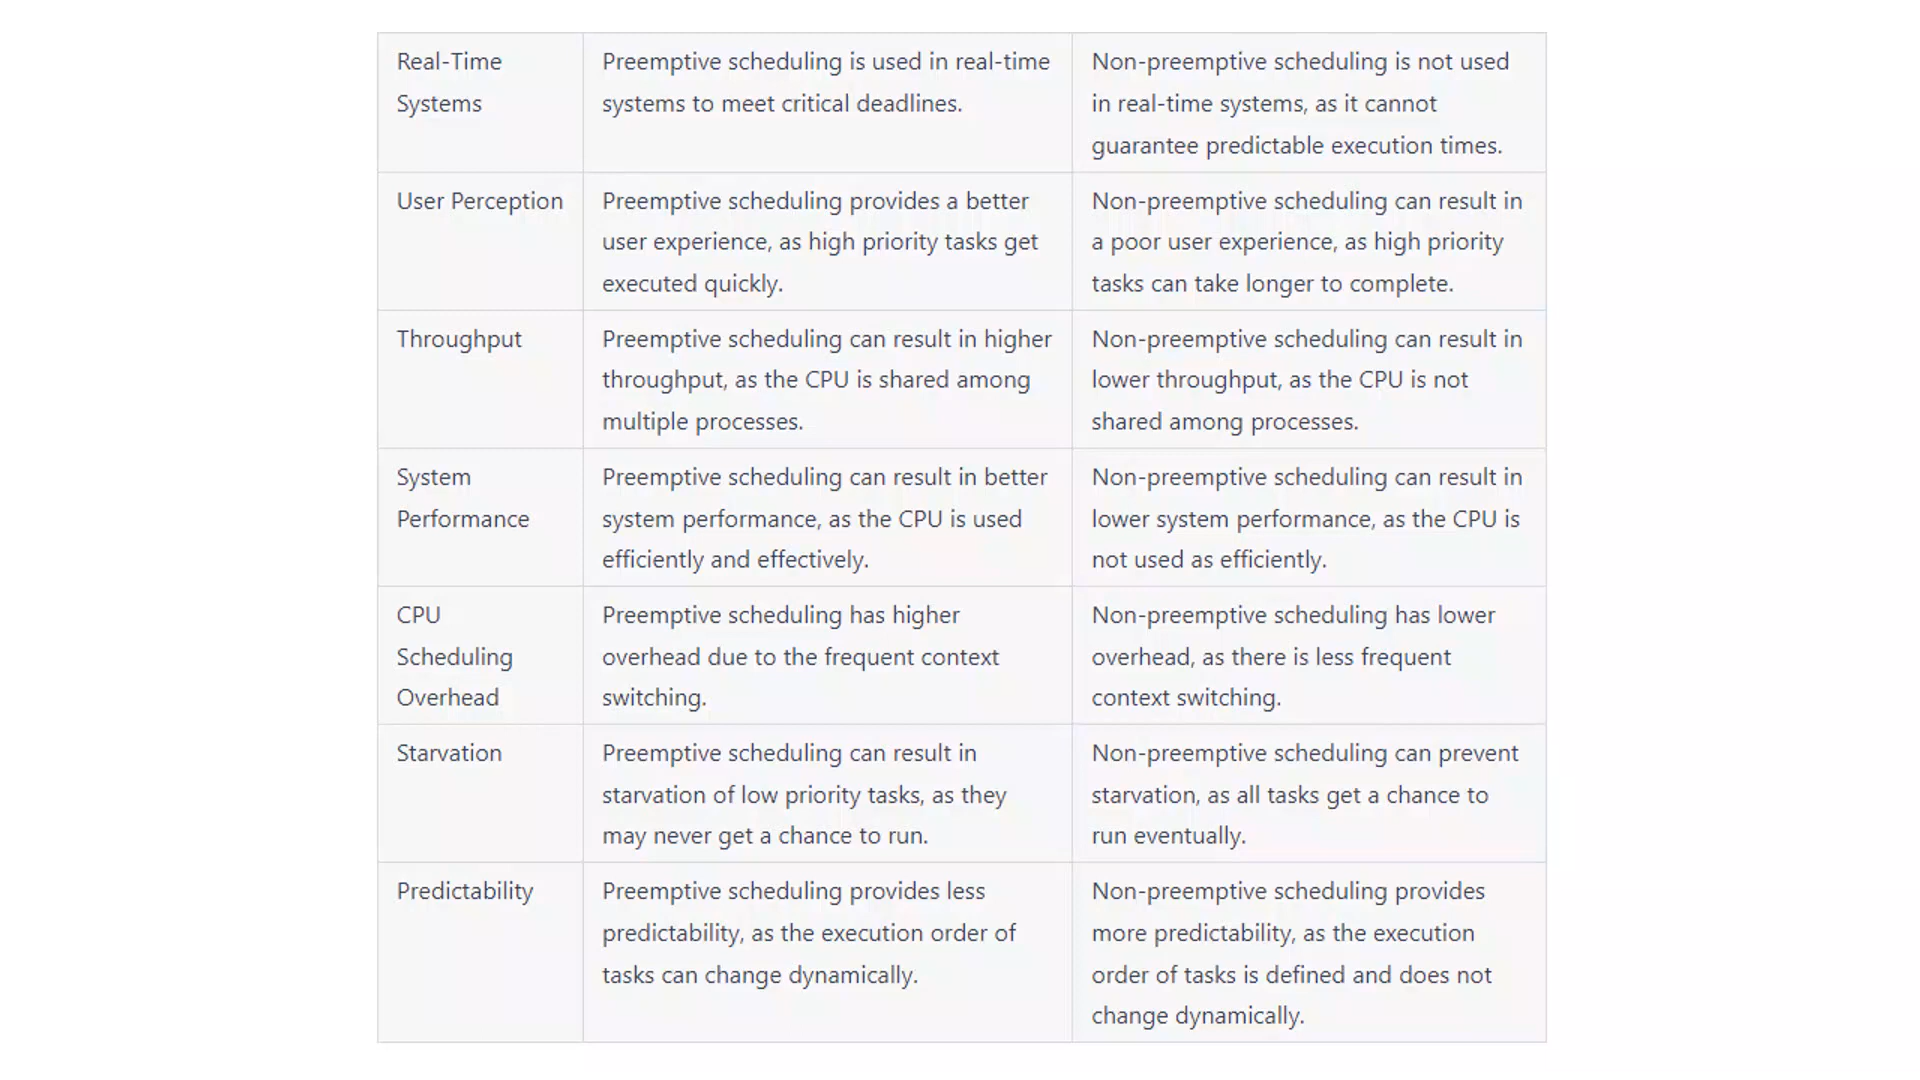 Real-Time
Systems
Preemptive scheduling is used in real-time
systems to meet critical deadlines.
Non-preemptive scheduling is not used
in real-time systems, as it cannot
guarantee predictable execution times.
User Perception
Preemptive scheduling provides a better
user experience, as high priority tasks get
executed quickly.
Non-preemptive scheduling can result in
a poor user experience, as high priority
tasks can take longer to complete.
Throughput
Preemptive scheduling can result in higher
throughput, as the CPU is shared among
multiple processes.
Non-preemptive scheduling can result in
lower throughput, as the CPU is not
shared among processes.
System
Performance
Preemptive scheduling can result in better
system performance, as the CPU is used
efficiently and effectively.
Non-preemptive scheduling can result in
lower system performance, as the CPU is
not used as efficiently.
CPU
Scheduling
Overhead
Preemptive scheduling has higher
overhead due to the frequent context
switching.
Non-preemptive scheduling has lower
overhead, as there is less frequent
context switching.
Starvation
Preemptive scheduling can result in
starvation of low priority tasks, as they
may never get a chance to run.
Non-preemptive scheduling can prevent
starvation, as all tasks get a chance to
run eventually.
Predictability
Preemptive scheduling provides less
predictability, as the execution order of
tasks can change dynamically.
Non-preemptive scheduling provides
more predictability, as the execution
order of tasks is defined and does not
change dynamically.